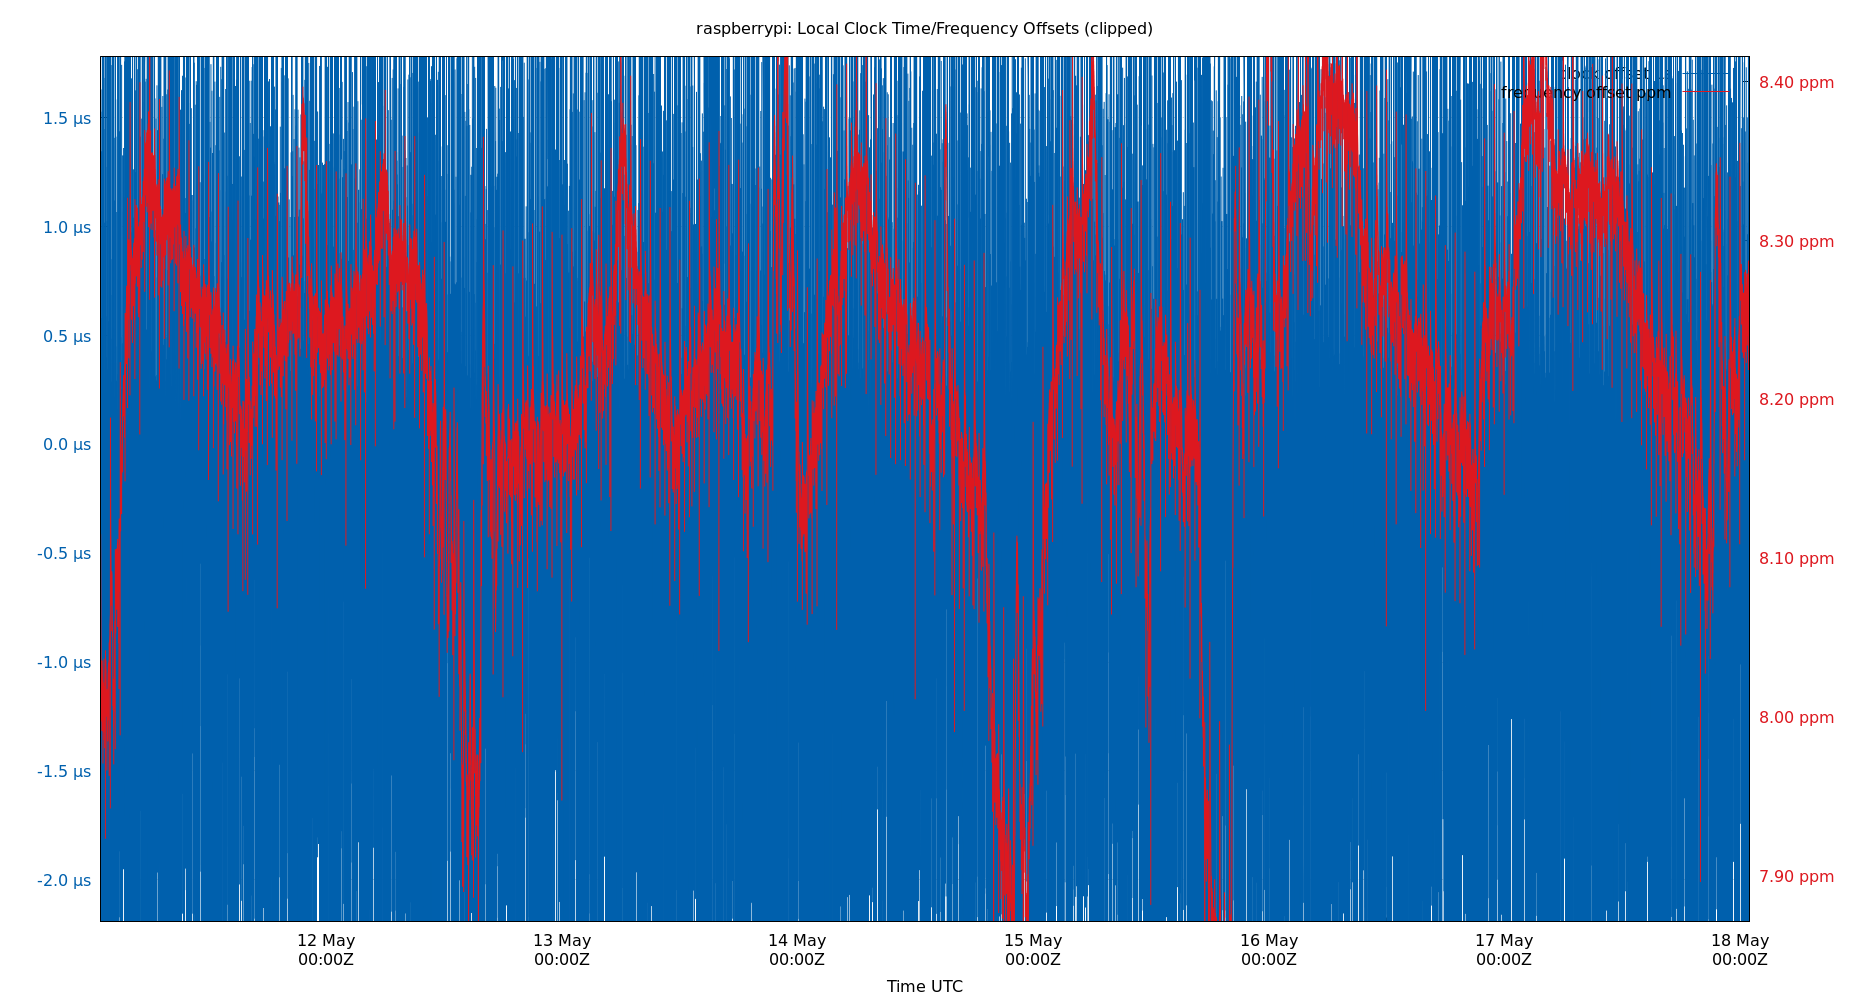 raspberrypi: Local Clock Time/Frequency Offsets (clipped)
clock offset
frequency offset ppm
1.5 µs
1.0 µs
0.5 µs
0.0 µs
-0.5 µs
-1.0 µs
-1.5 µs
-2.0 µs
8.40 ppm
8.30 ppm
8.20 ppm
8.10 ppm
8.00 ppm
7.90 ppm
12 May
00:00Z
13 May
00:00Z
14 May
00:00Z
15 May
00:00Z
16 May
00:00Z
17 May
00:00Z
18 May
00:00Z
Time UTC